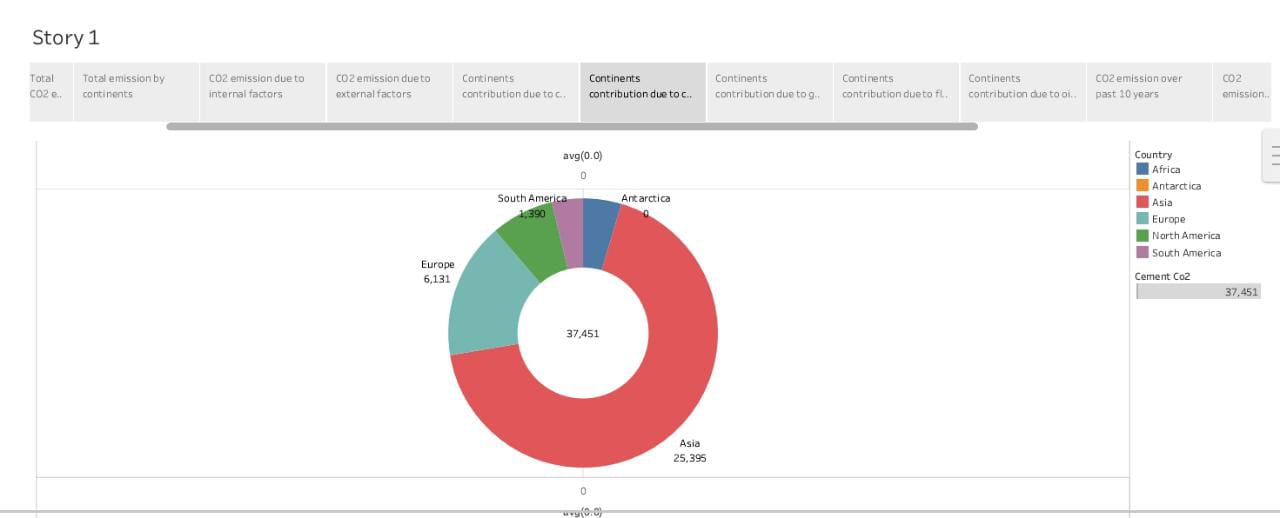 Story 1
Total
CO2 e..
Total emission by
continents
CO2 emission due to
internal factors
CO2 emission due to
external factors
Continents
contribution due to c..
Continents
contribution due to c..
Continents
contribution due to g..
Continents
contribution due to fl..
Continents
contribution due to oi..
CO2 emission over
past 10 years
CO2
emission..
avg(0.0)
0
South America
1,390
Antarctica
0
Europe
6,131
37,451
Asia
25,395
0
avg(0.0)
Country
Africa
Antarctica
Asia
Europe
North America
South America
Cement Co2
37,451